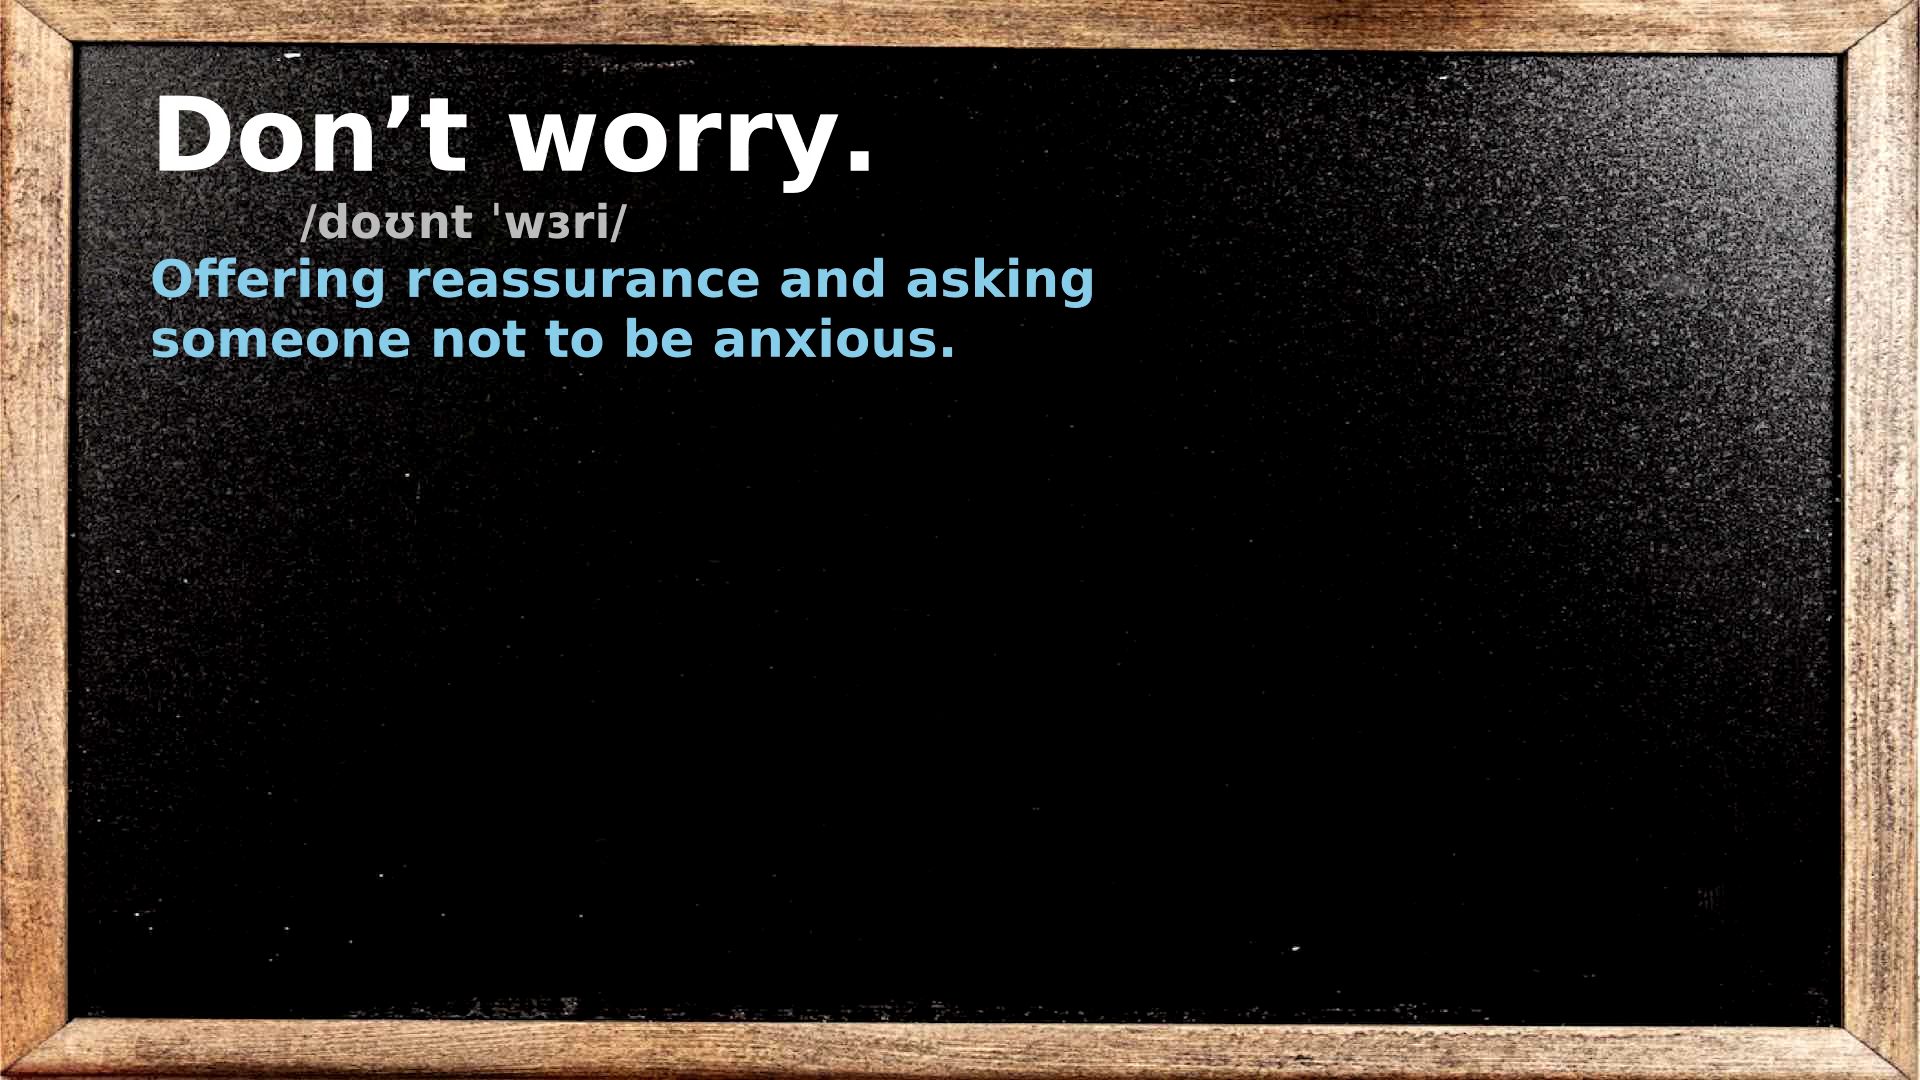 Don’t worry.
/doʊnt ˈwɜri/
Offering reassurance and asking
someone not to be anxious.